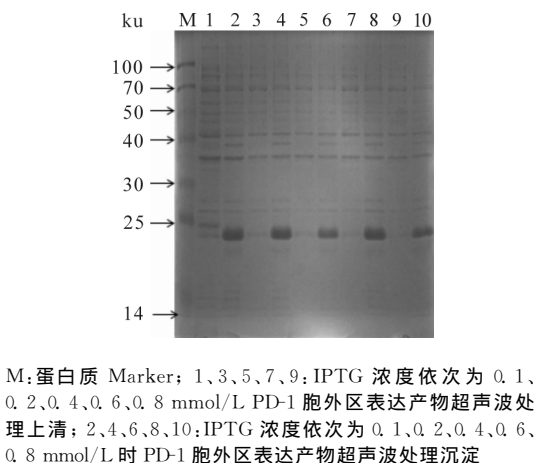 ku M 1 2 3 4 5 6 7 8 9 10
100
70
50
40
30
25
14
M:蛋白质 Marker; 1、3、5、7、9:IPTG 浓度依次为 0.1、
0.2、0.4、0.6、0.8 mmol/L PD-1 胞外区表达产物超声波处
理上清;2、4、6、8、10:IPTG 浓度依次为 0.1、0.2、0.4、0.6、
0.8 mmol/L 时 PD-1 胞外区表达产物超声波处理沉淀